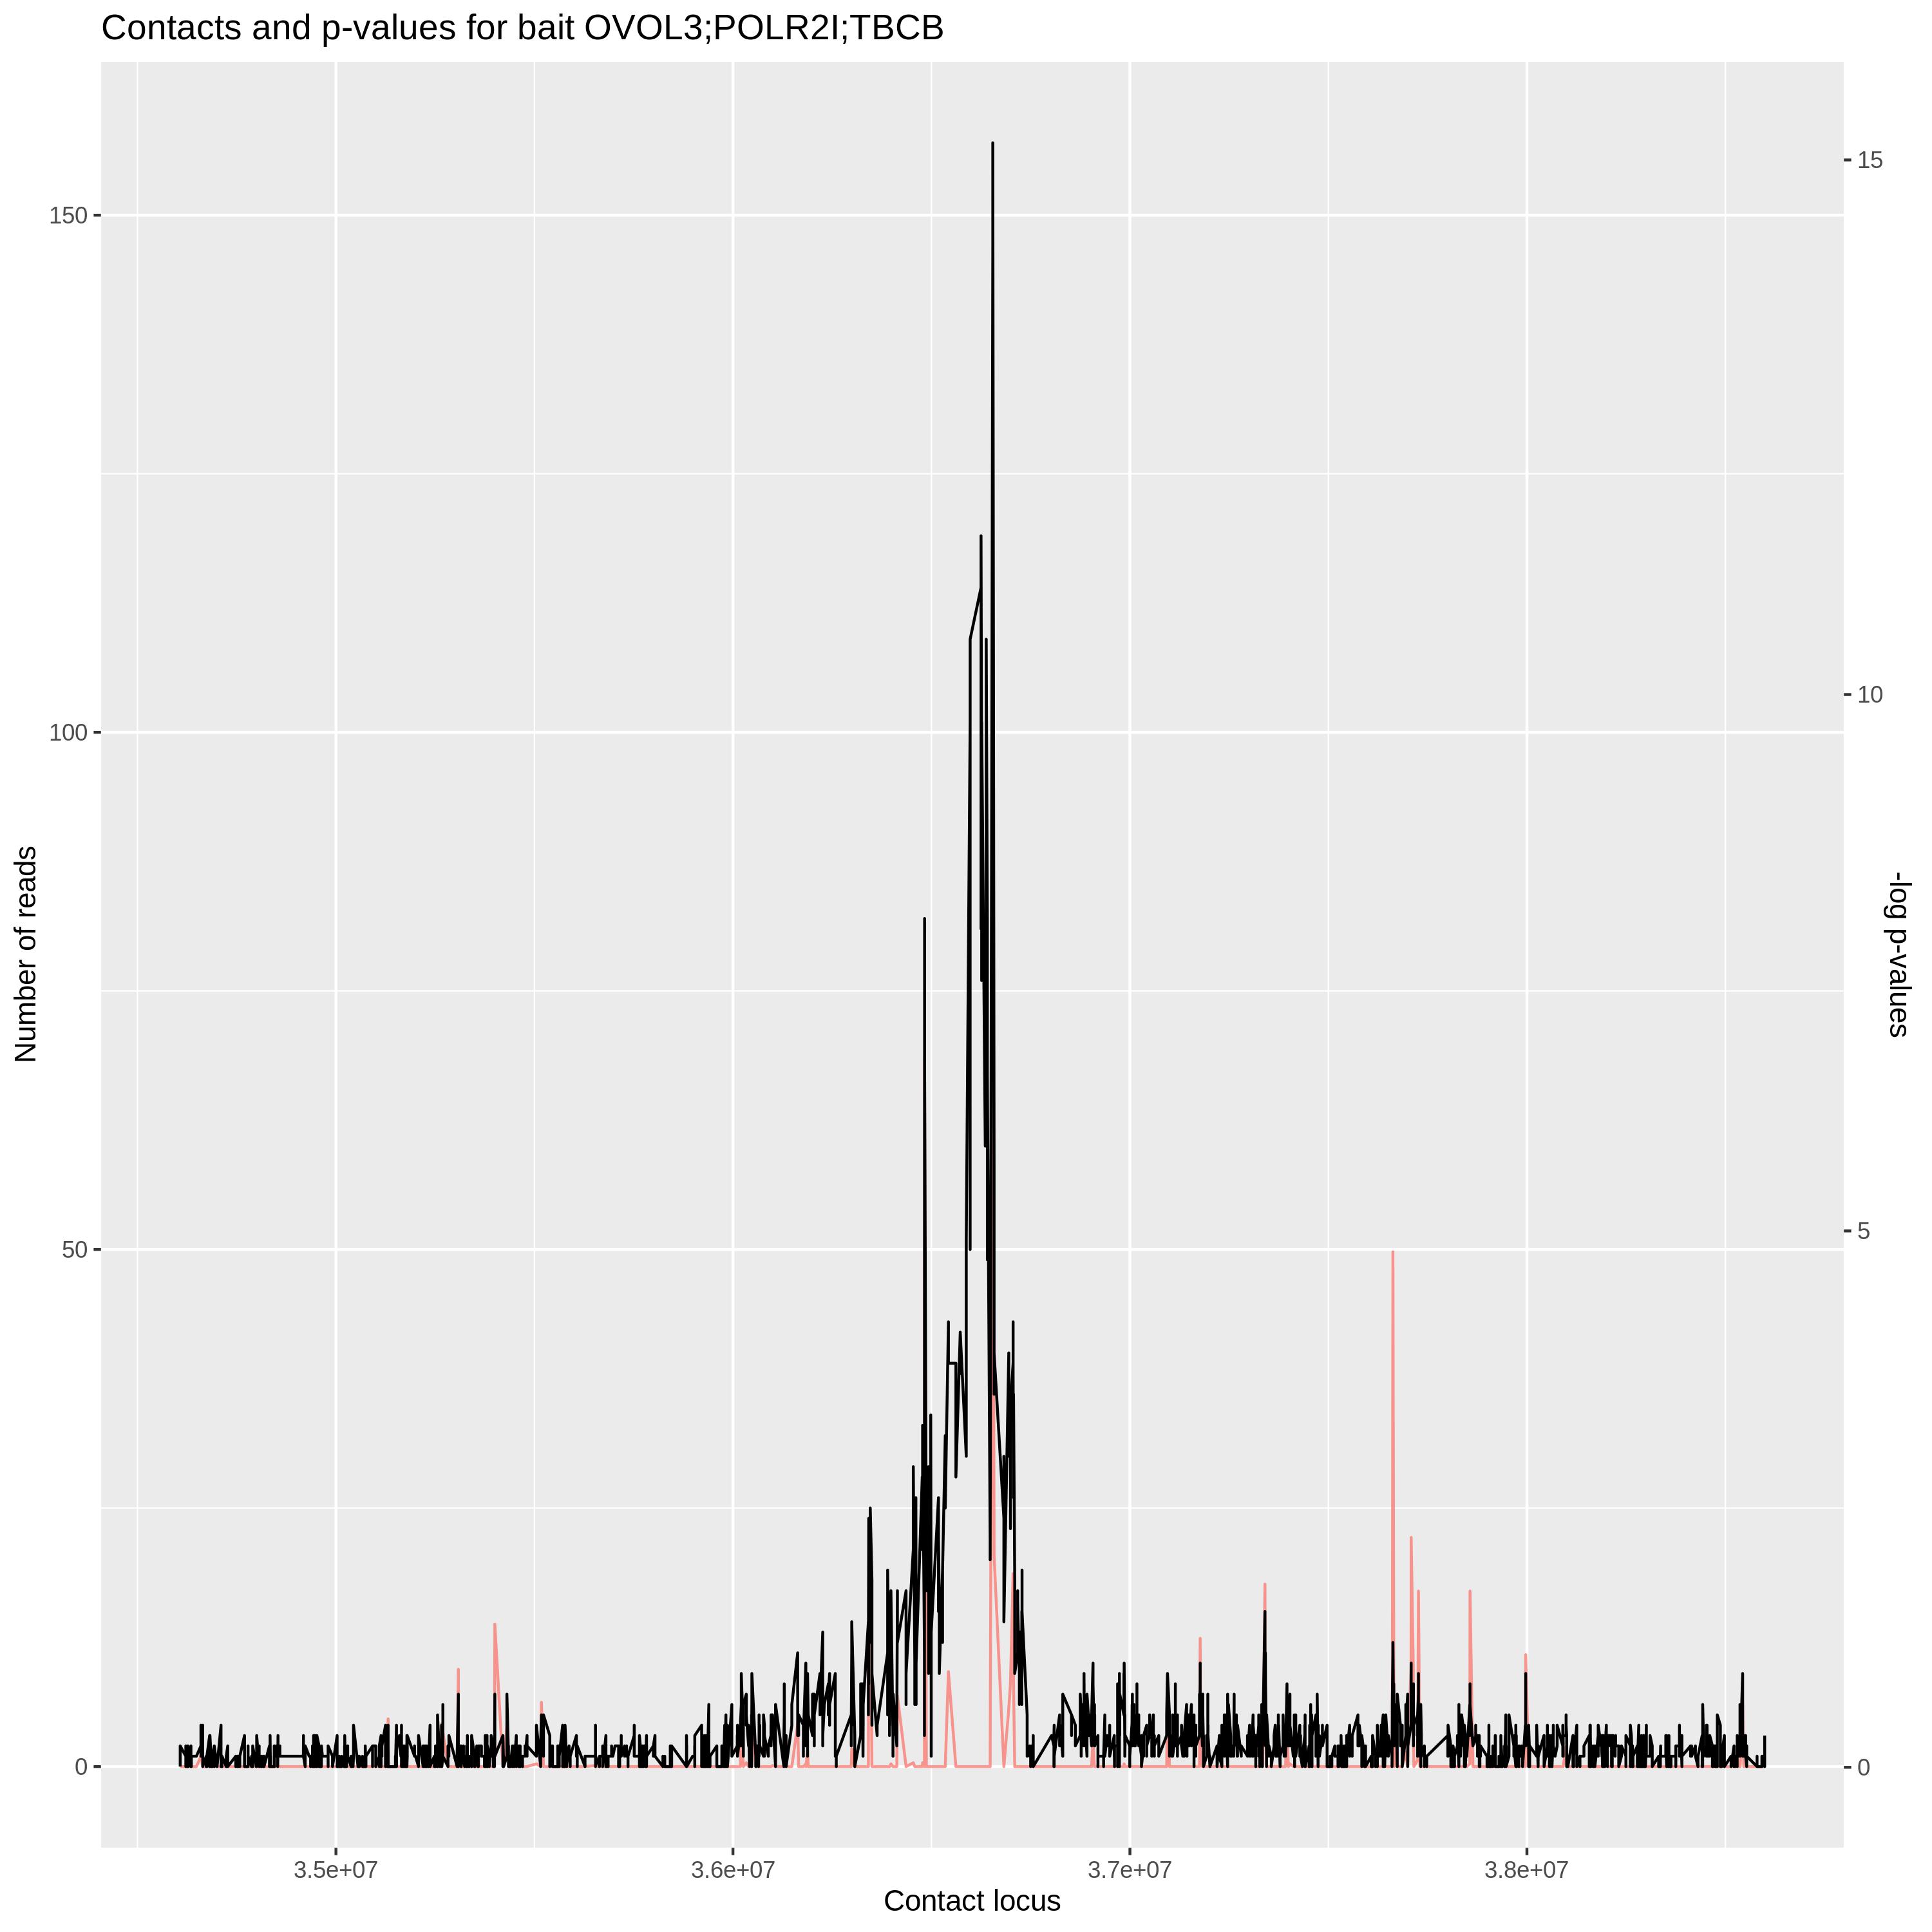 Contacts and p-values for bait OVOL3;POLR2I;TBCB
150
100
50
0
Number of reads
15
10
5
0
-log p-values
3.5e+07
3.6e+07
3.7e+07
3.8e+07
Contact locus